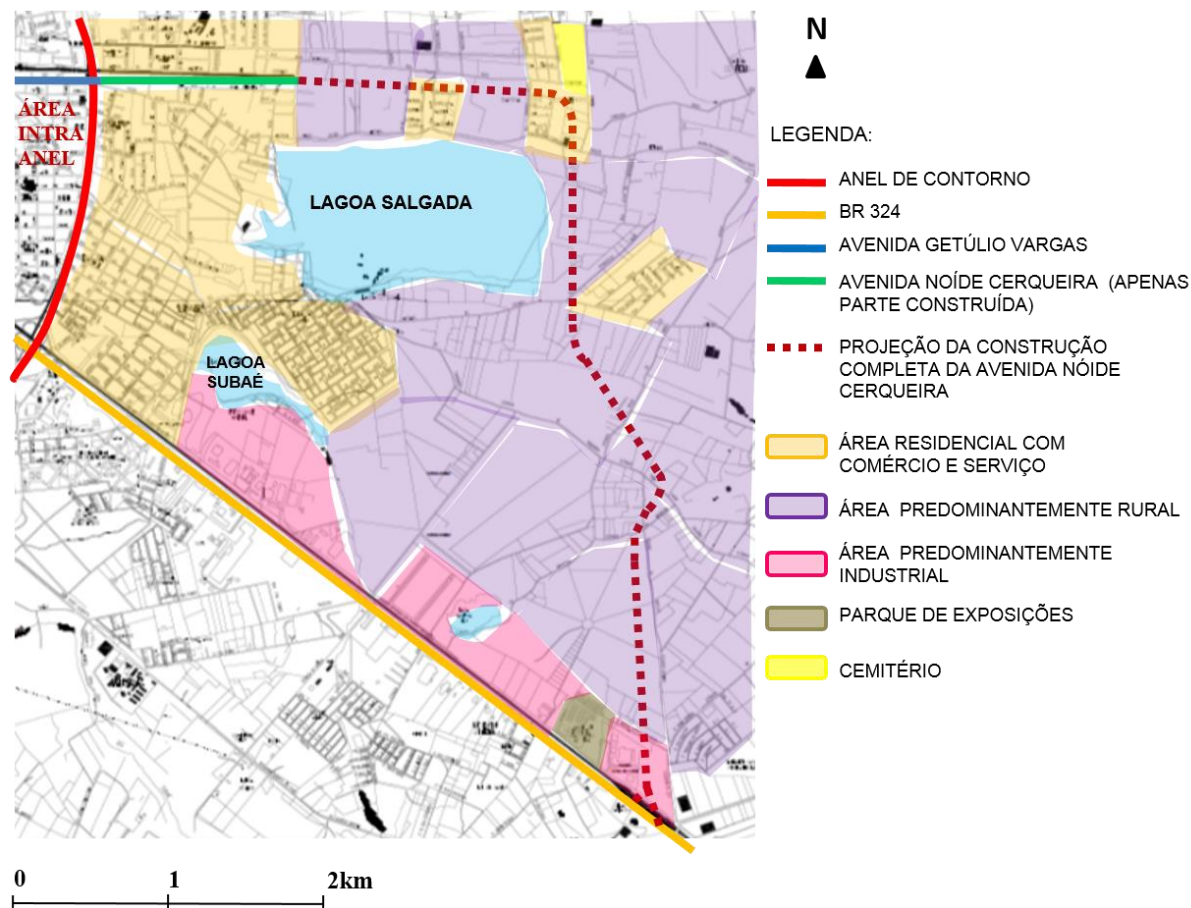 N
ÁREA
INTRA
ANEL
LAGOA SALGADA
LAGOA
SUBAÉ
LEGENDA:
ANEL DE CONTORNO
BR 324
AVENIDA GETÚLIO VARGAS
AVENIDA NOÍDE CERQUEIRA (APENAS
PARTE CONSTRUÍDA)
PROJEÇÃO DA CONSTRUÇÃO
COMPLETA DA AVENIDA NÓIDE
CERQUEIRA
ÁREA RESIDENCIAL COM
COMÉRCIO E SERVIÇO
ÁREA PREDOMINANTEMENTE RURAL
ÁREA PREDOMINANTEMENTE
INDUSTRIAL
PARQUE DE EXPOSIÇÕES
CEMITÉRIO
0 1 2km